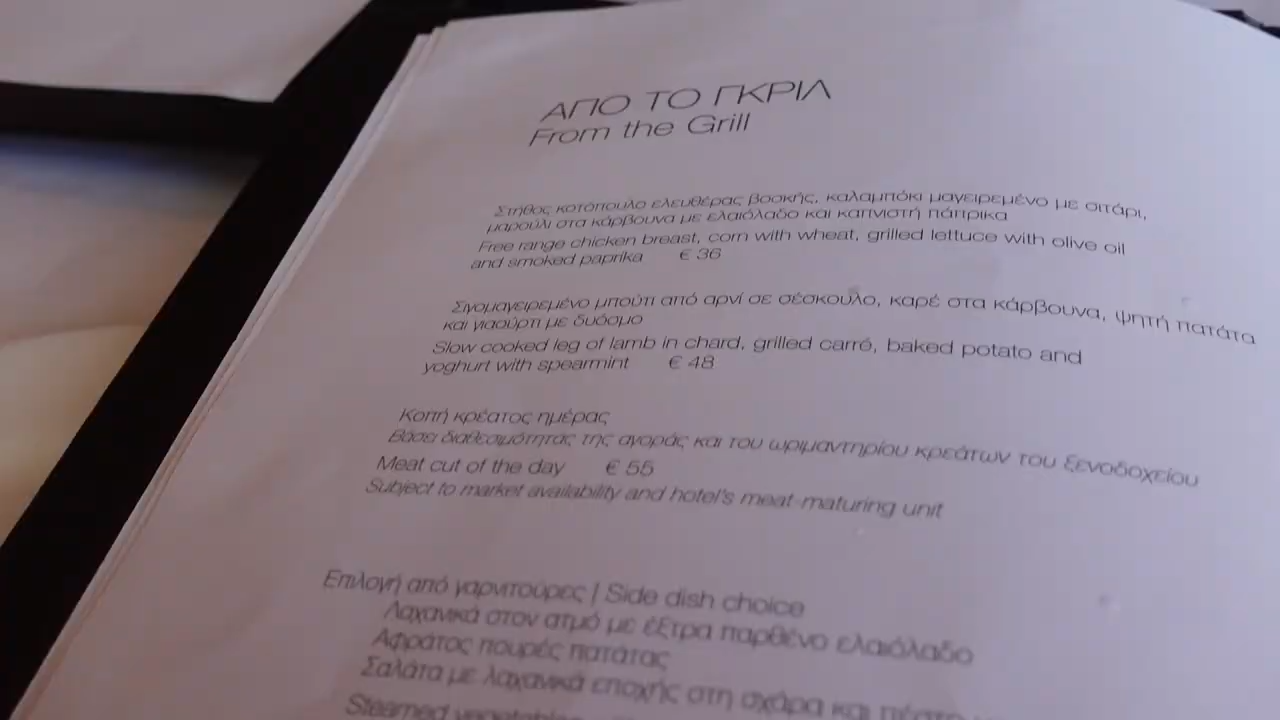 ΑΠΟ ΤΟ ΓΚΡΙΛ
From the Grill
Στήθος κοτόπουλο ελευθέρας βοσκής, καλαμπόκι μαγειρεμένο με σιτάρι,
μαρούλι στα κάρβουνα με ελαιόλαδο και καπνιστή πάπρικα
Free range chicken breast, corn with wheat, grilled lettuce with olive oil
and smoked paprika € 36
Σιγομαγειρεμένο μπούτι από αρνί σε σέσκουλο, καρέ στα κάρβουνα, ψητή πατάτα
και γιαούρτι με δυόσμο
Slow cooked leg of lamb in chard, grilled carré, baked potato and
yoghurt with spearmint € 48
Κοπή κρέατος ημέρας
Βάσει διαθεσιμότητας της αγοράς και του ωριμαντηρίου κρεάτων του ξενοδοχείου
Meat cut of the day € 55
Subject to market availability and hotel's meat maturing unit
Επιλογή από γαρνιτούρες | Side dish choice
Λαχανικά στον ατμό με έξτρα παρθένο ελαιόλαδο
Αφράτος πουρές πατάτας
Σαλάτα με λαχανικά εποχής στη σχάρα και
Steamed vegetables